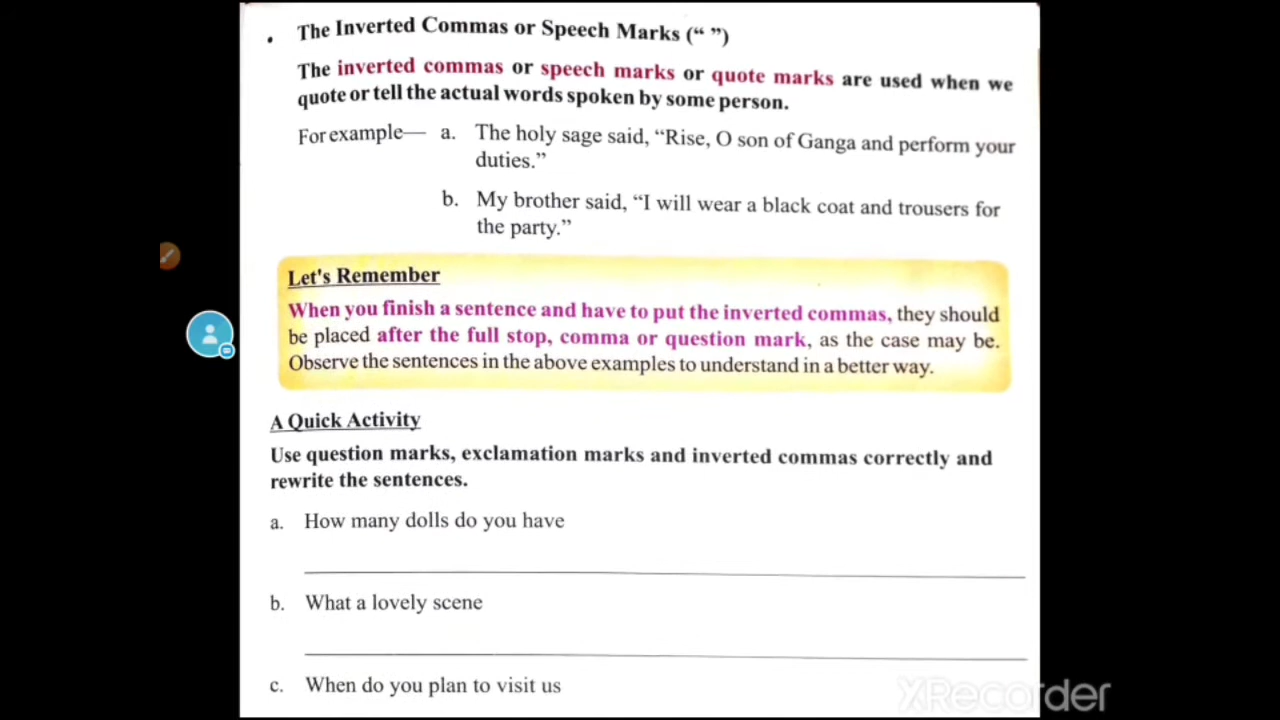 • The Inverted Commas or Speech Marks (“ ”)
The inverted commas or speech marks or quote marks are used when we
quote or tell the actual words spoken by some person.
For example— a. The holy sage said, “Rise, O son of Ganga and perform your
duties.”
b. My brother said, “I will wear a black coat and trousers for
the party.”
Let's Remember
When you finish a sentence and have to put the inverted commas, they should
be placed after the full stop, comma or question mark, as the case may be.
Observe the sentences in the above examples to understand in a better way.
A Quick Activity
Use question marks, exclamation marks and inverted commas correctly and
rewrite the sentences.
a. How many dolls do you have
b. What a lovely scene
c. When do you plan to visit us
XRecorder